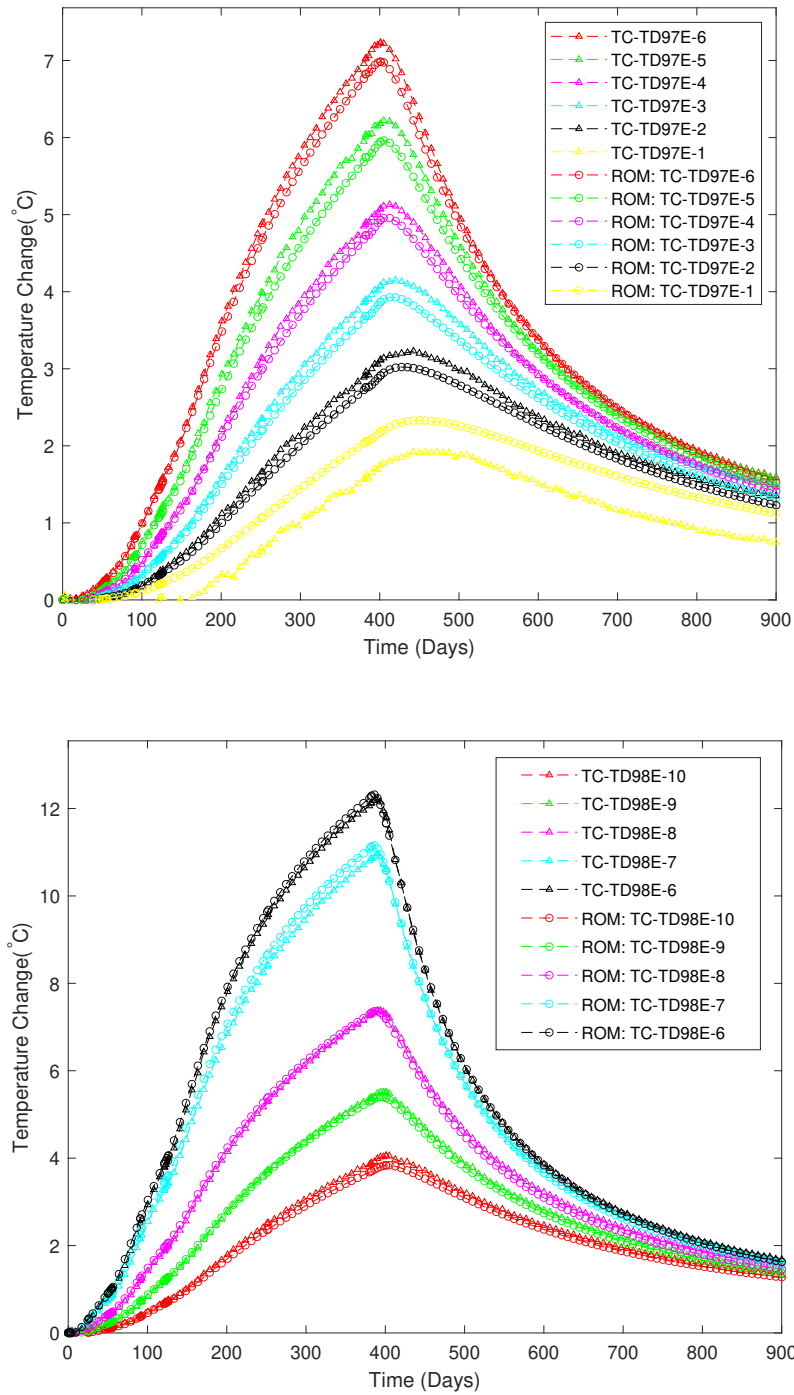 7
6
5
4
3
2
1
0
Temperature Change(°C)
TC-TD97E-6
TC-TD97E-5
TC-TD97E-4
TC-TD97E-3
TC-TD97E-2
TC-TD97E-1
ROM: TC-TD97E-6
ROM: TC-TD97E-5
ROM: TC-TD97E-4
ROM: TC-TD97E-3
ROM: TC-TD97E-2
ROM: TC-TD97E-1
0 100 200 300 400 500 600 700 800 900
Time (Days)
12
10
8
6
4
2
0
Temperature Change(°C)
TC-TD98E-10
TC-TD98E-9
TC-TD98E-8
TC-TD98E-7
TC-TD98E-6
ROM: TC-TD98E-10
ROM: TC-TD98E-9
ROM: TC-TD98E-8
ROM: TC-TD98E-7
ROM: TC-TD98E-6
0 100 200 300 400 500 600 700 800 900
Time (Days)